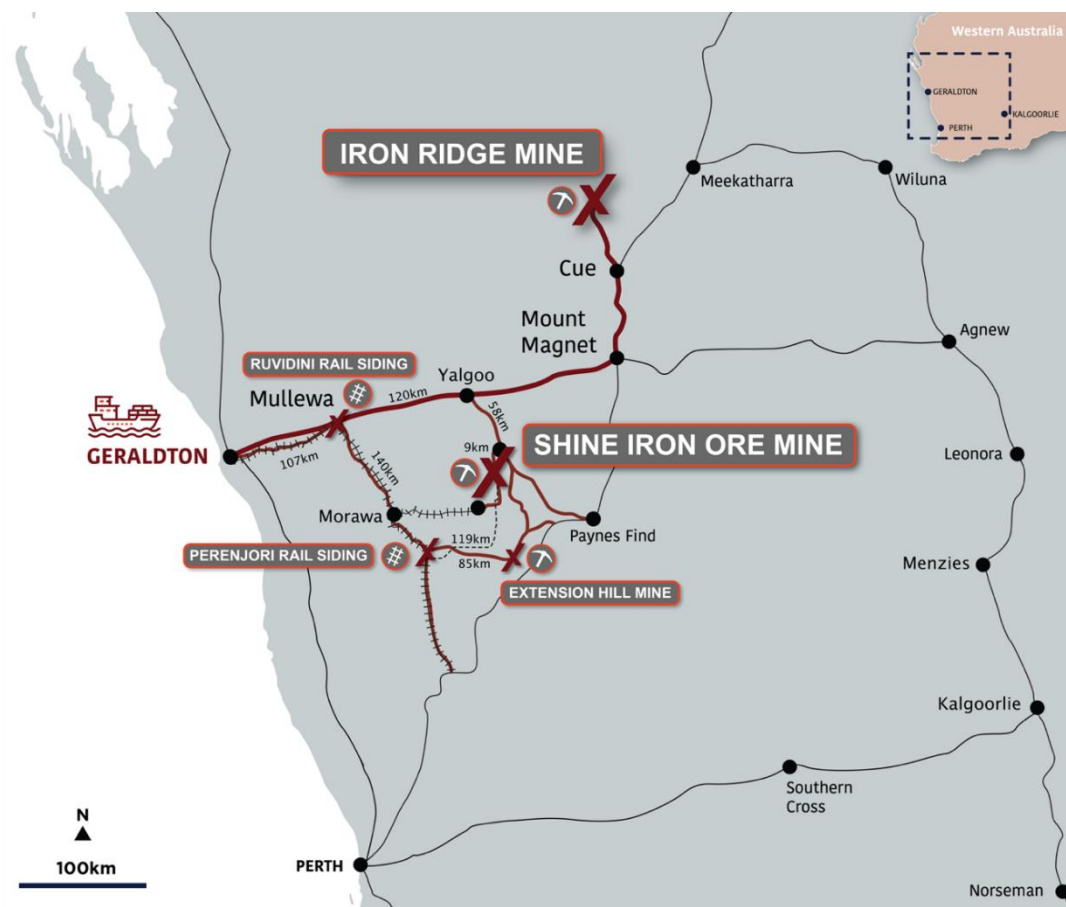 Western Australia
GERALDTON
KALGOORLIE
PERTH
IRON RIDGE MINE
Meekatharra
Wiluna
Cue
Mount
Magnet
Agnew
RUVIDINI RAIL SIDING
Mullewa
120km
Yalgoo
58km
GERALDTON
107km
140km
9km
SHINE IRON ORE MINE
Leonora
Morawa
Paynes Find
PERENJORI RAIL SIDING
119km
85km
EXTENSION HILL MINE
Menzies
Kalgoorlie
Southern
Cross
N
100km
PERTH
Norseman